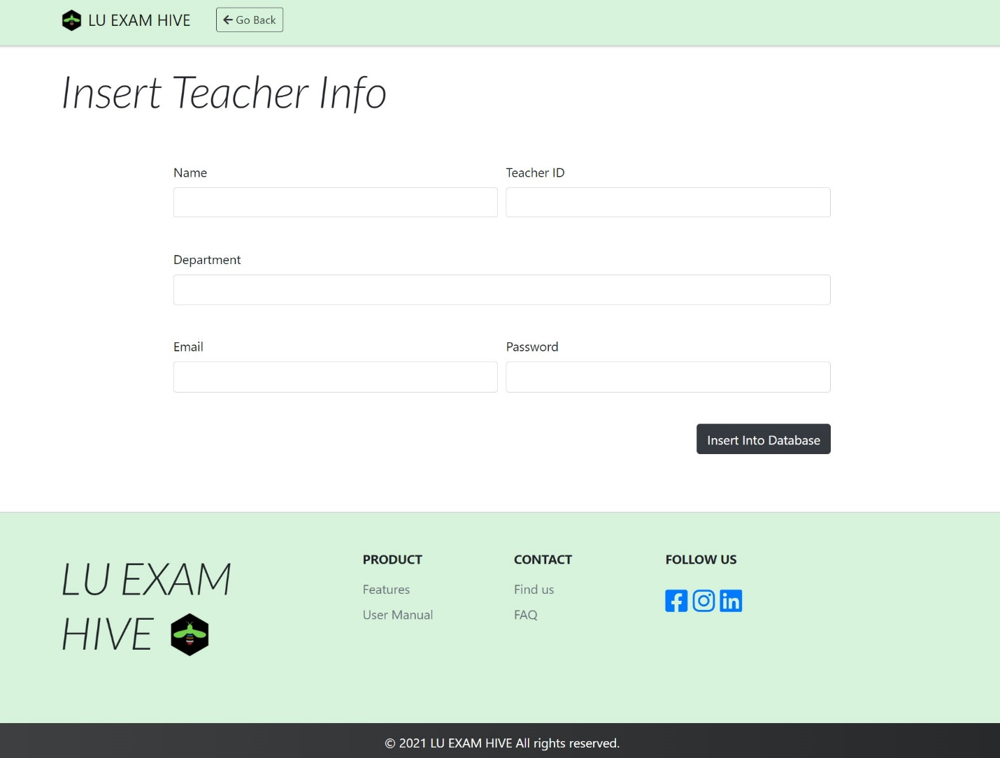 LU EXAM HIVE
Go Back
Insert Teacher Info
Name
Teacher ID
Department
Email
Password
Insert Into Database
LU EXAM
HIVE
PRODUCT
Features
User Manual
CONTACT
Find us
FAQ
FOLLOW US
© 2021 LU EXAM HIVE All rights reserved.